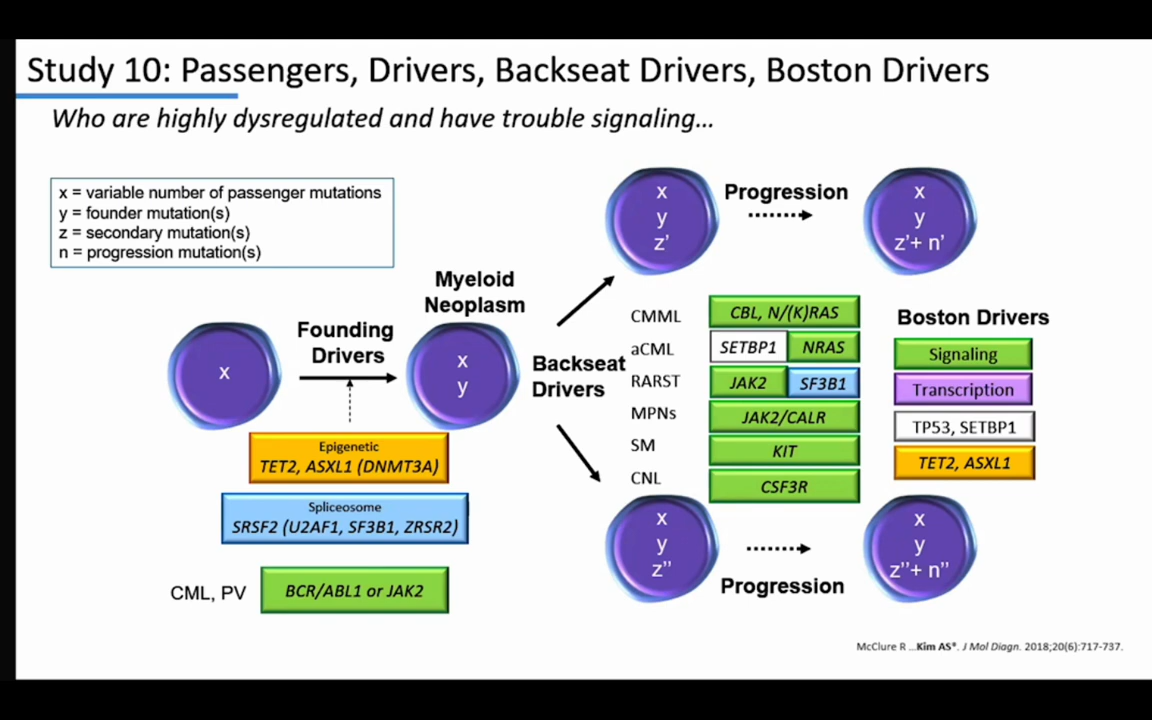 Study 10: Passengers, Drivers, Backseat Drivers, Boston Drivers
Who are highly dysregulated and have trouble signaling...
x = variable number of passenger mutations
y = founder mutation(s)
z = secondary mutation(s)
n = progression mutation(s)
x
Founding
Drivers
Myeloid
Neoplasm
x
y
Epigenetic
TET2, ASXL1 (DNMT3A)
Spliceosome
SRSF2 (U2AF1, SF3B1, ZRSR2)
CML, PV
BCR/ABL1 or JAK2
Backseat
Drivers
x
y
z'
Progression
x
y
z'+ n'
CMML CBL, N/(K)RAS
aCML SETBP1 NRAS
RARST JAK2 SF3B1
MPNs JAK2/CALR
SM KIT
CNL CSF3R
Boston Drivers
Signaling
Transcription
TP53, SETBP1
TET2, ASXL1
x
y
z''
Progression
x
y
z''+ n''
McClure R ...Kim AS*. J Mol Diagn. 2018;20(6):717-737.